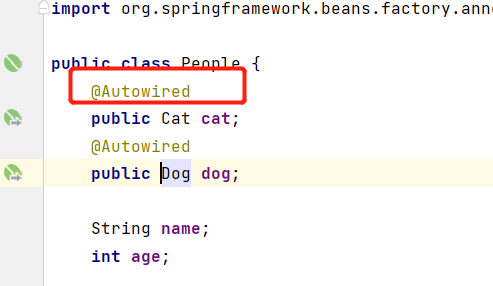 import org.springframework.beans.factory.anno
public class People {
@Autowired
public Cat cat;
@Autowired
public Dog dog;
String name;
int age;